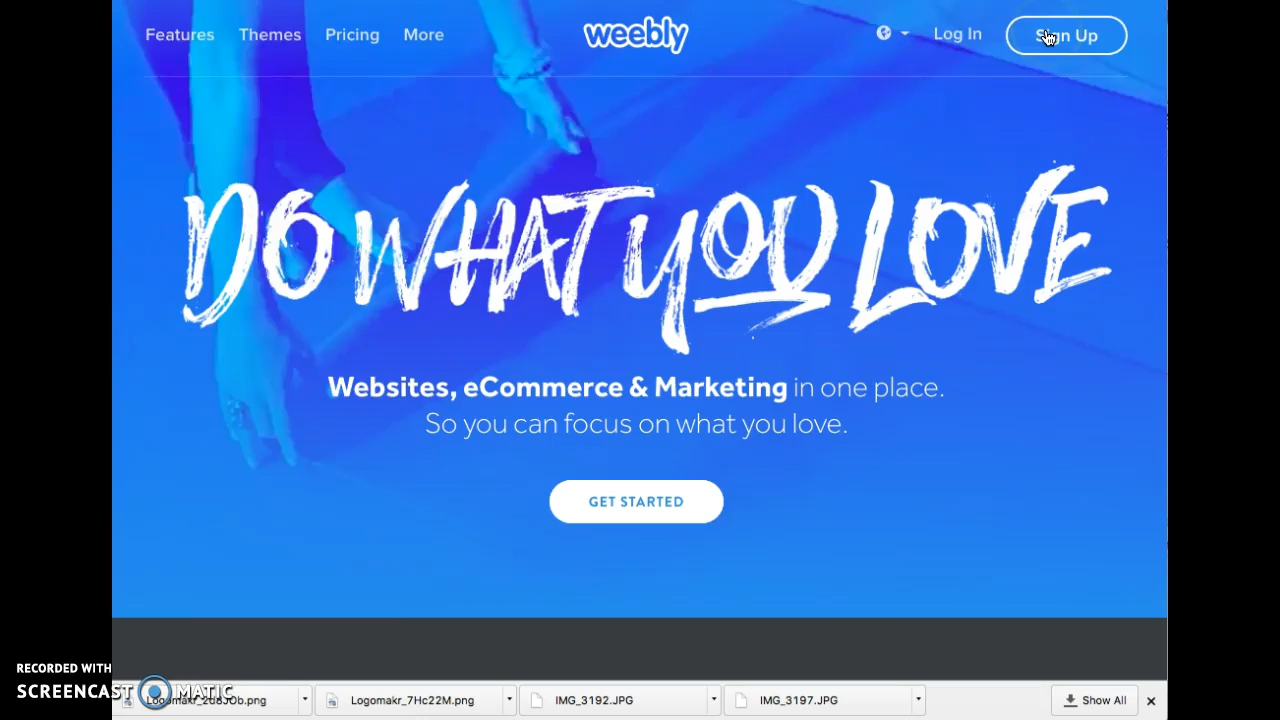 Features Themes Pricing More weebly Log In Sign Up
DO WHAT YOU LOVE
Websites, eCommerce & Marketing in one place.
So you can focus on what you love.
GET STARTED
RECORDED WITH
SCREENCAST MATIC
Logomakr_7Hc22M.png IMG_3192.JPG IMG_3197.JPG Show All